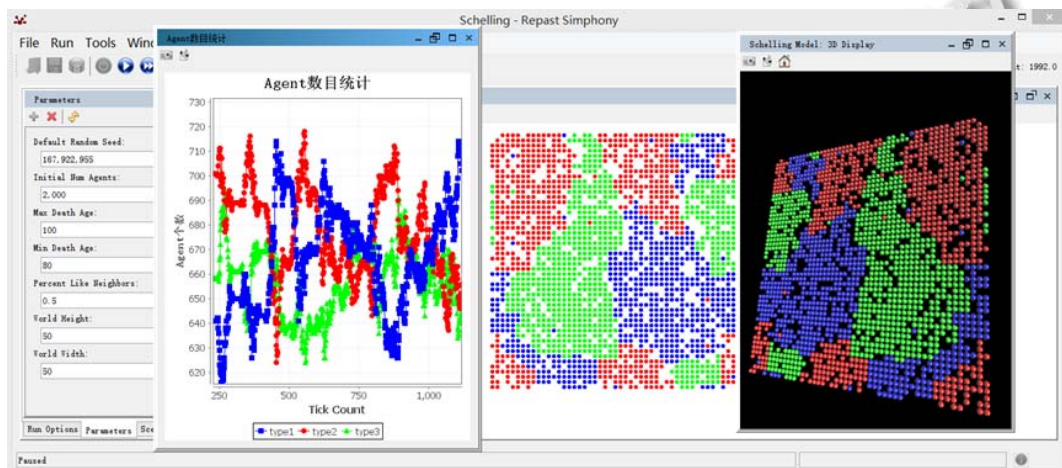 Schelling - Repast Simphony
File Run Tools Wind
t: 1992.0
Parameters
Default Random Seed:
167,922,955
Initial Num Agents:
2,000
Max Death Age:
100
Min Death Age:
80
Percent Like Neighbors:
0.5
World Height:
50
World Width:
50
Run Options Parameters Sce
Paused
Agent数目统计
Agent数目统计
Agent个数
730
710
700
690
680
670
660
650
640
630
620
250 500 750 1,000
Tick Count
type1 type2 type3
Schelling Model: 3D Display